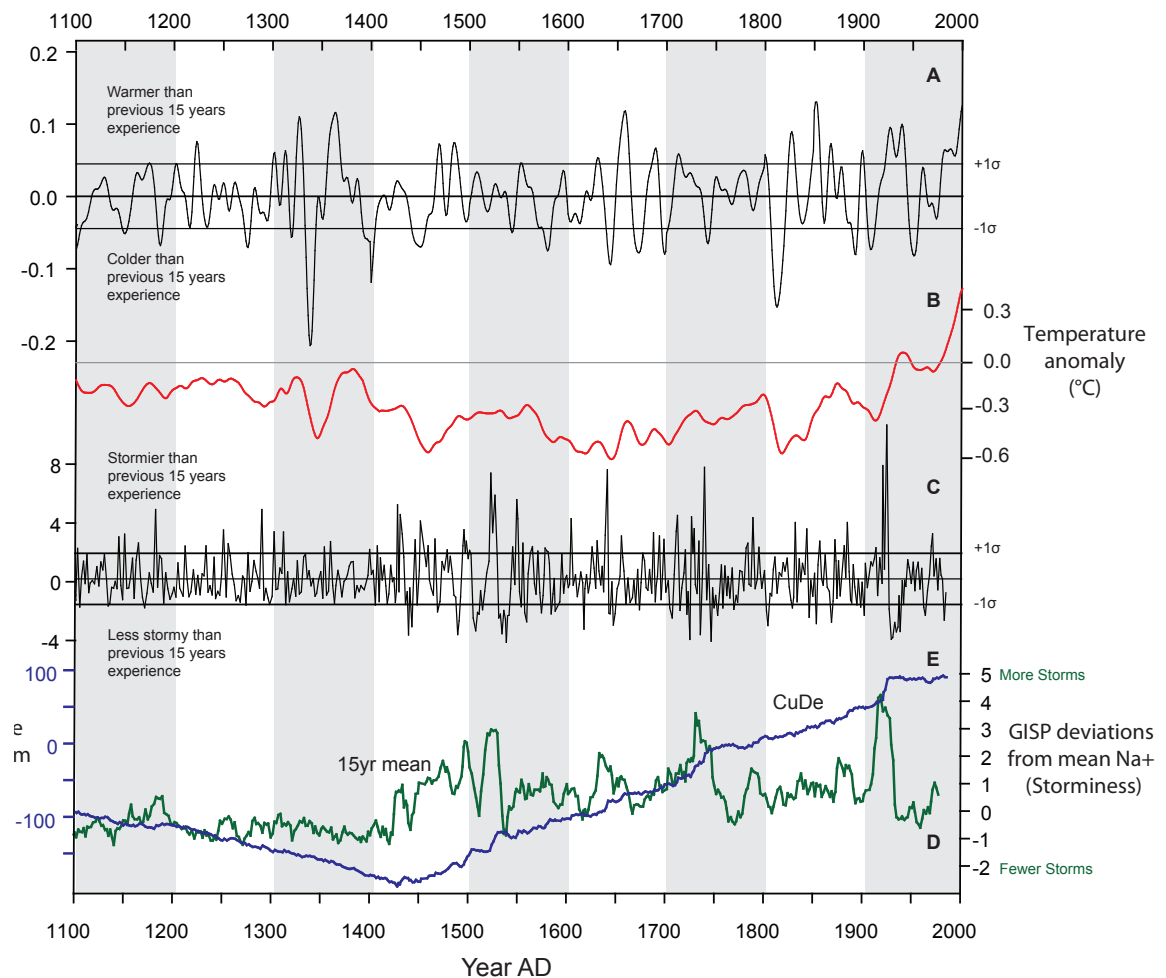 1100 1200 1300 1400 1500 1600 1700 1800 1900 2000
0.2
0.1
0.0
-0.1
-0.2
A
Warmer than
previous 15 years
experience
+1σ
-1σ
Colder than
previous 15 years
experience
B
0.3
0.0
-0.3
-0.6
Temperature
anomaly
(°C)
8
4
0
-4
Stormier than
previous 15 years
experience
C
+1σ
-1σ
Less stormy than
previous 15 years
experience
100
0
-100
m
E
CuDe
15yr mean
D
5 More Storms
4
3
2
1
0
-1
-2 Fewer Storms
GISP deviations
from mean Na+
(Storminess)
1100 1200 1300 1400 1500 1600 1700 1800 1900 2000
Year AD